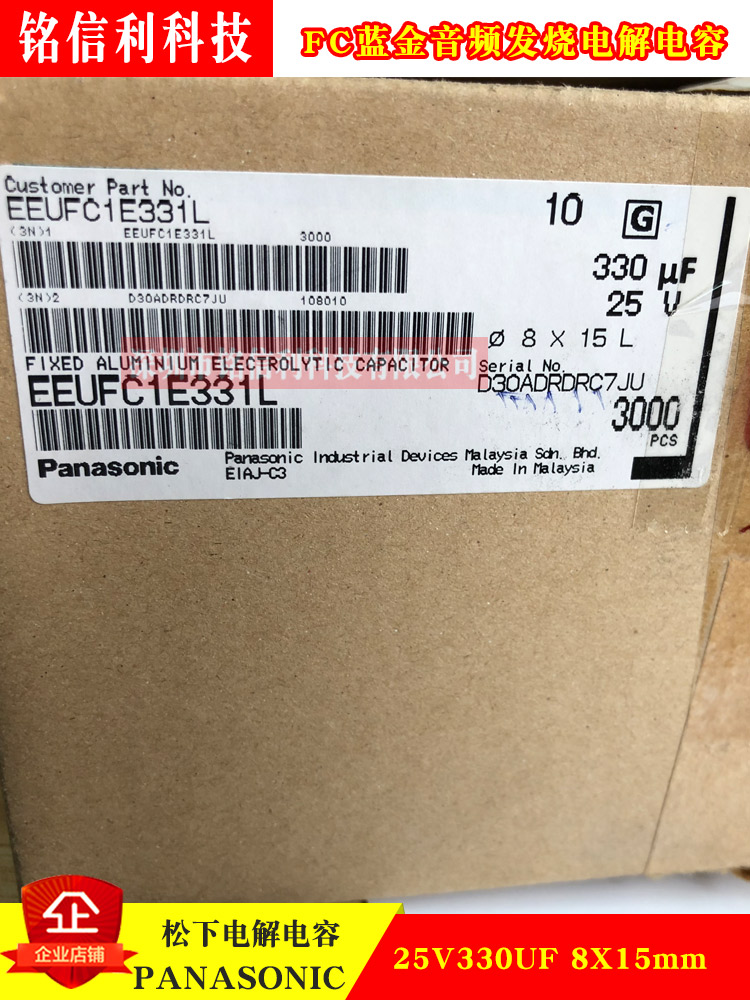 铭信利科技
FC蓝金音频发烧电解电容
Customer Part No.
EEUFC1E331L
10 G
(3N)1 EEUFC1E331L 3000
330 μF
25 V
(3N)2 D30ADRDRC7JU 108010
Ø 8 X 15 L
FIXED ALUMINIUM ELECTROLYTIC CAPACITOR
Serial No.
D30ADRDRC7JU
EEUFC1E331L
3000
PCS
Panasonic
Panasonic Industrial Devices Malaysia Sdn. Bhd.
EIAJ-C3 Made In Malaysia
企
企业店铺
松下电解电容
PANASONIC
25V330UF 8X15mm